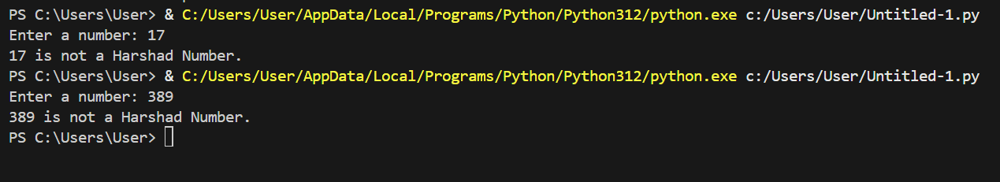 PS C:\Users\User> & C:/Users/User/AppData/Local/Programs/Python/Python312/python.exe c:/Users/User/Untitled-1.py
Enter a number: 17
17 is not a Harshad Number.
PS C:\Users\User> & C:/Users/User/AppData/Local/Programs/Python/Python312/python.exe c:/Users/User/Untitled-1.py
Enter a number: 389
389 is not a Harshad Number.
PS C:\Users\User>